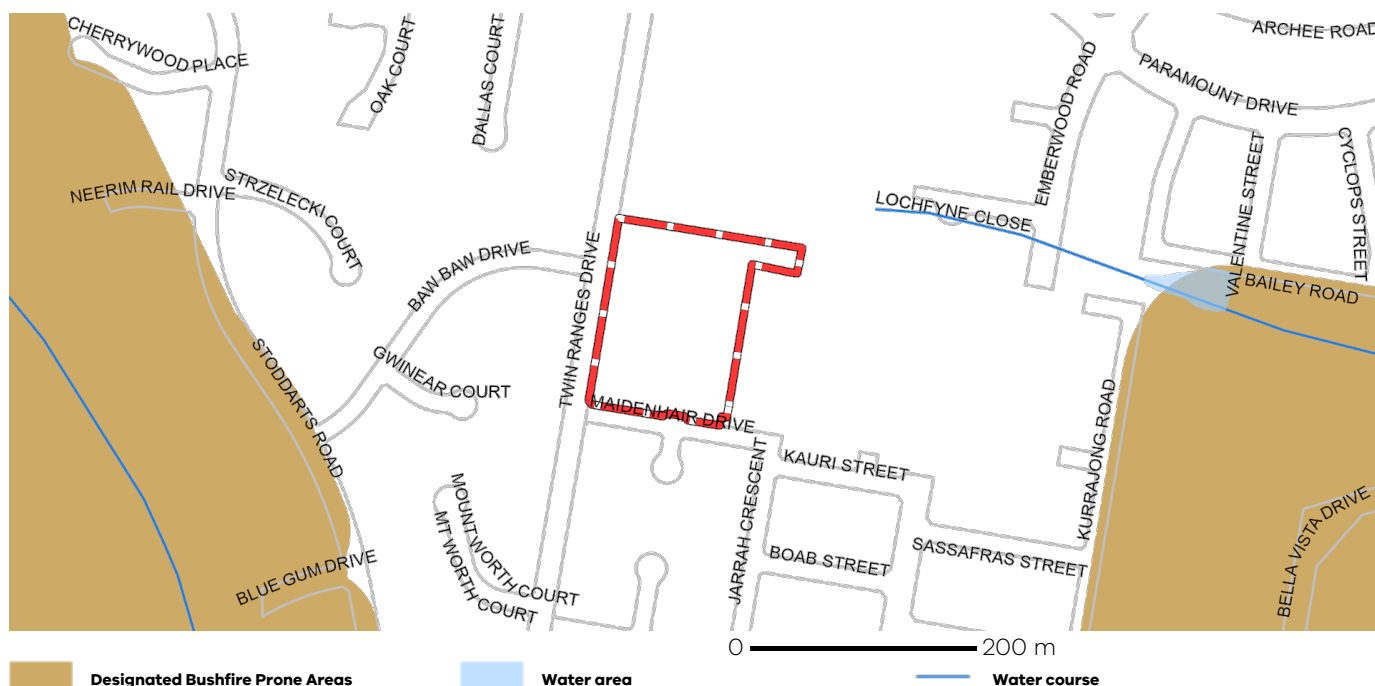 CHERRYWOOD PLACE
OAK COURT
DALLAS COURT
ARCHEE ROAD
PARAMOUNT DRIVE
EMBERWOOD ROAD
CYCLOPS STREET
VALENTINE STREET
NEERIM RAIL DRIVE
STRZELECKI COURT
LOCHFYNE CLOSE
BAW BAW DRIVE
TWIN RANGES DRIVE
BAILEY ROAD
GWINEAR COURT
STODDARTS ROAD
MAIDENHAIR DRIVE
KAURI STREET
KURRAJONG ROAD
JARRAH CRESCENT
MOUNT WORTH COURT
MT WORTH COURT
BOAB STREET
SASSAFRAS STREET
BELLA VISTA DRIVE
BLUE GUM DRIVE
0 200 m
Designated Bushfire Prone Areas
Water area
Water course